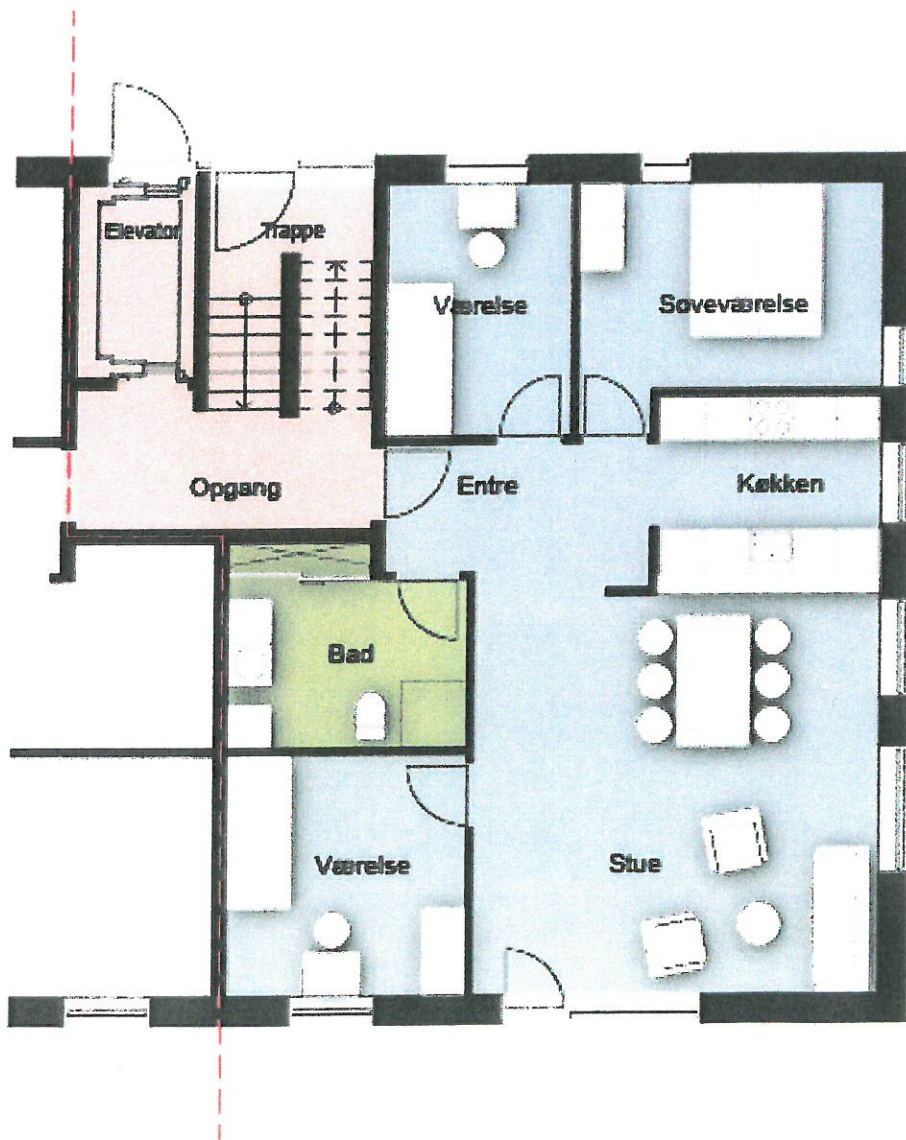 Elevator
Trappe
Værelse
Soveværelse
Opgang
Entre
Køkken
Bad
Værelse
Stue